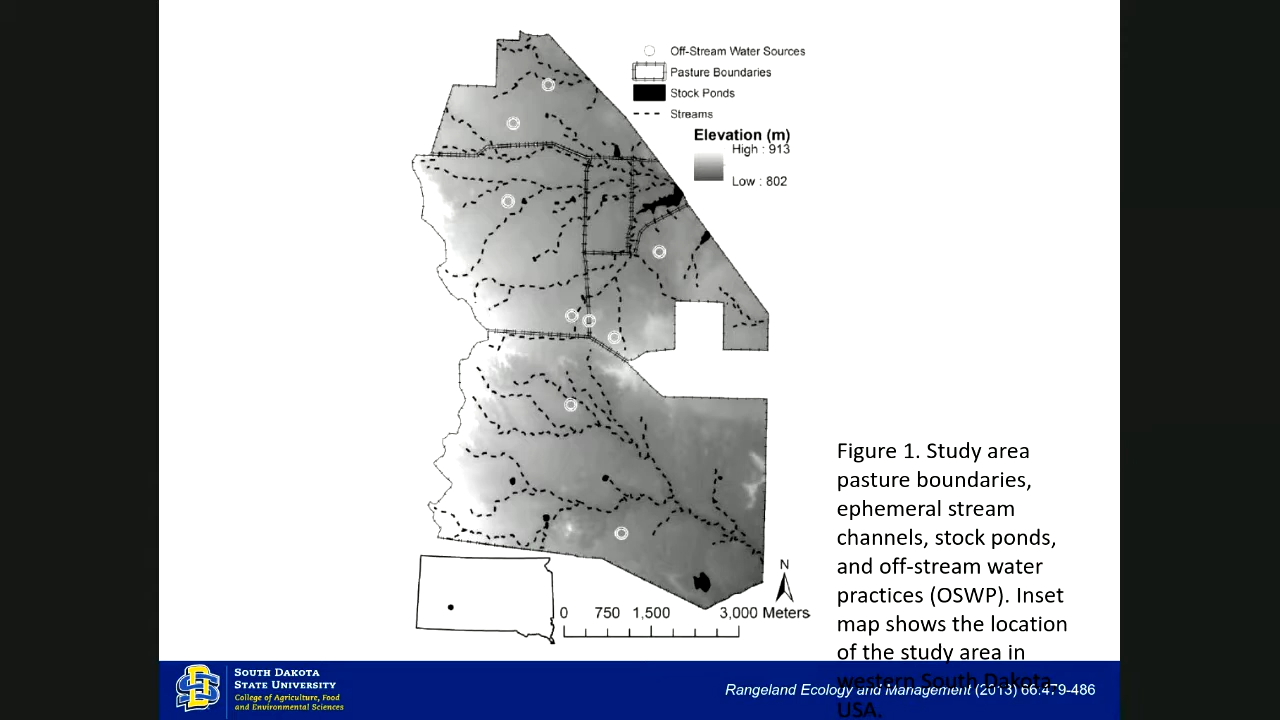 Off-Stream Water Sources
Pasture Boundaries
Stock Ponds
Streams
Elevation (m)
High : 913
Low : 802
Figure 1. Study area
pasture boundaries,
ephemeral stream
channels, stock ponds,
and off-stream water
practices (OSWP). Inset
map shows the location
of the study area in
western South Dakota,
USA.
N
0 750 1,500 3,000 Meters
SOUTH DAKOTA
STATE UNIVERSITY
College of Agriculture, Food
and Environmental Sciences
Rangeland Ecology and Management (2013) 66:479-486